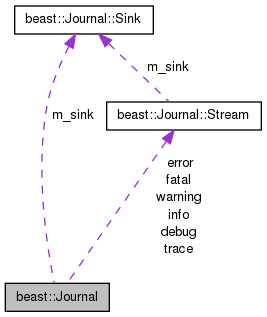 beast::Journal::Sink
m_sink
beast::Journal::Stream
m_sink
error
fatal
warning
info
debug
trace
beast::Journal